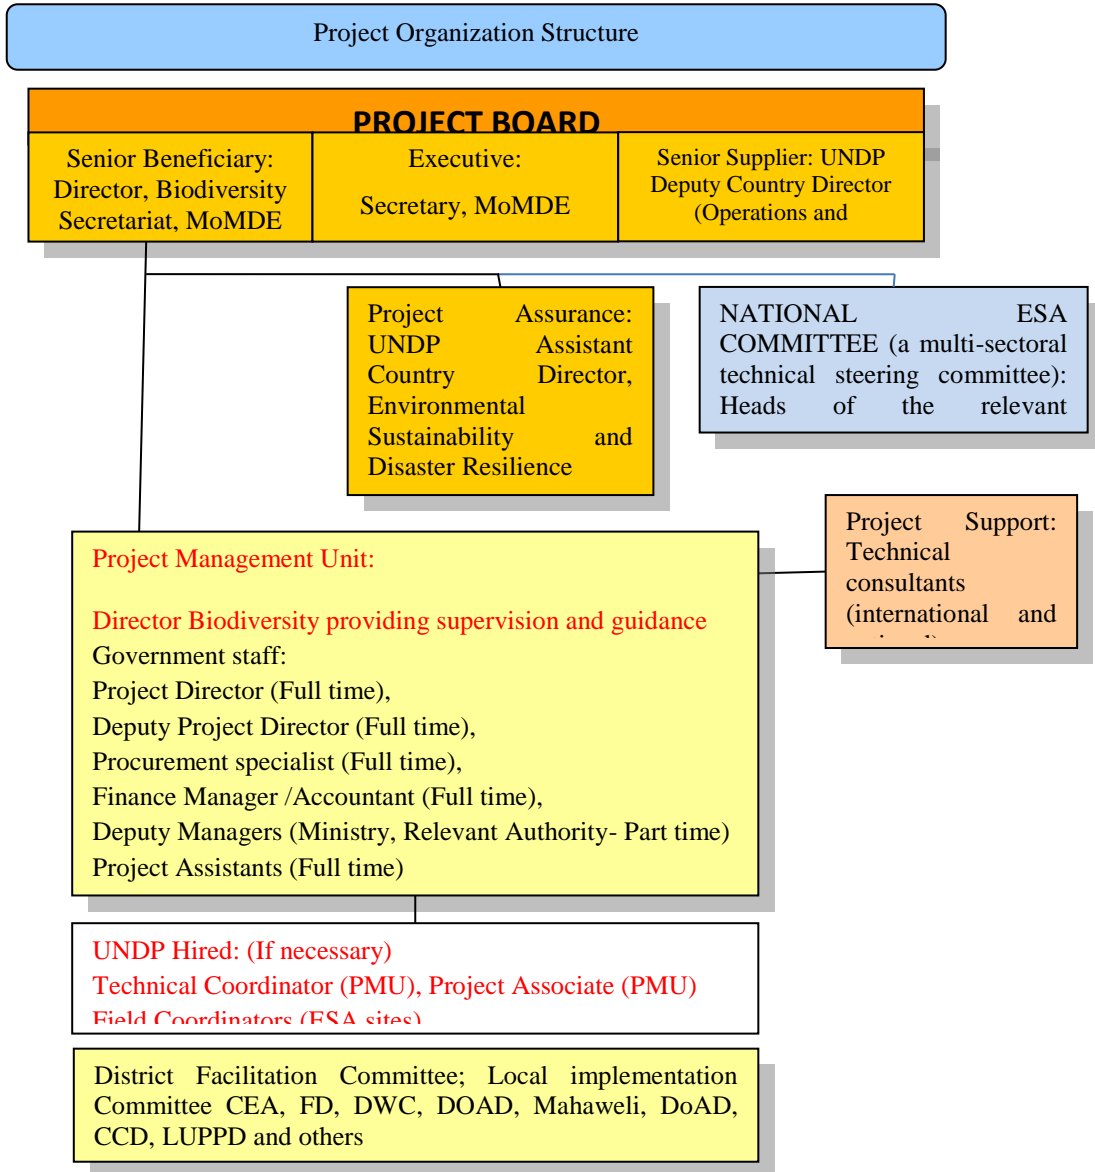 Project Organization Structure
PROJECT BOARD
Senior Beneficiary:
Director, Biodiversity
Secretariat, MoMDE
Executive:
Secretary, MoMDE
Senior Supplier: UNDP
Deputy Country Director
(Operations and
Project Assurance:
UNDP Assistant
Country Director,
Environmental
Sustainability and
Disaster Resilience
NATIONAL ESA
COMMITTEE (a multi-sectoral
technical steering committee):
Heads of the relevant
Project Support:
Technical
consultants
(international and
Project Management Unit:
Director Biodiversity providing supervision and guidance
Government staff:
Project Director (Full time),
Deputy Project Director (Full time),
Procurement specialist (Full time),
Finance Manager /Accountant (Full time),
Deputy Managers (Ministry, Relevant Authority- Part time)
Project Assistants (Full time)
UNDP Hired: (If necessary)
Technical Coordinator (PMU), Project Associate (PMU)
Field Coordinators (ESA sites)
District Facilitation Committee; Local implementation
Committee CEA, FD, DWC, DOAD, Mahaweli, DoAD,
CCD, LUPPD and others